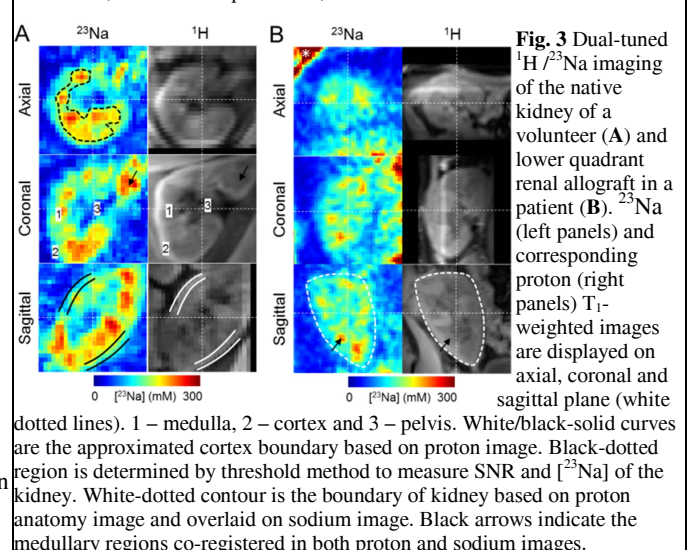 A
²³Na
¹H
Axial
Coronal
1
3
2
1
3
2
Sagittal
0 [²³Na] (mM) 300
B
²³Na
¹H
*
Axial
Coronal
Sagittal
0 [²³Na] (mM) 300
Fig. 3 Dual-tuned
¹H /²³Na imaging
of the native
kidney of a
volunteer (A) and
lower quadrant
renal allograft in a
patient (B). ²³Na
(left panels) and
corresponding
proton (right
panels) T₁-
weighted images
are displayed on
axial, coronal and
sagittal plane (white
dotted lines). 1 – medulla, 2 – cortex and 3 – pelvis. White/black-solid curves
are the approximated cortex boundary based on proton image. Black-dotted
region is determined by threshold method to measure SNR and [²³Na] of the
kidney. White-dotted contour is the boundary of kidney based on proton
anatomy image and overlaid on sodium image. Black arrows indicate the
medullary regions co-registered in both proton and sodium images.